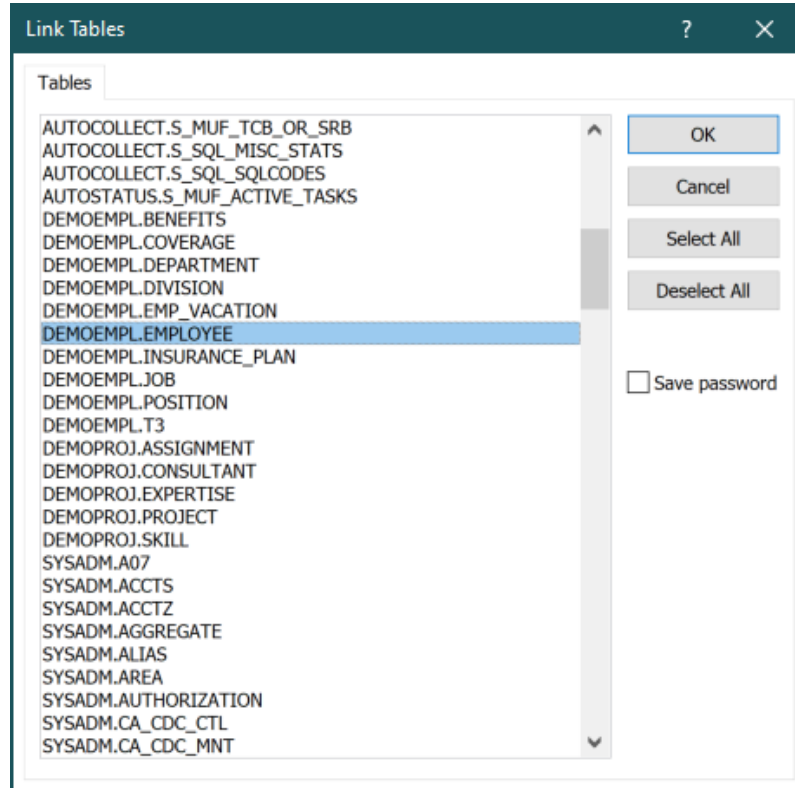 Link Tables
?
Tables
AUTOCOLLECT.S_MUF_TCB_OR_SRB
AUTOCOLLECT.S_SQL_MISC_STATS
AUTOCOLLECT.S_SQL_SQLCODES
AUTOSTATUS.S_MUF_ACTIVE_TASKS
DEMOEMPL.BENEFITS
DEMOEMPL.COVERAGE
DEMOEMPL.DEPARTMENT
DEMOEMPL.DIVISION
DEMOEMPL.EMP_VACATION
DEMOEMPL.EMPLOYEE
DEMOEMPL.INSURANCE_PLAN
DEMOEMPL.JOB
DEMOEMPL.POSITION
DEMOEMPL.T3
DEMOPROJ.ASSIGNMENT
DEMOPROJ.CONSULTANT
DEMOPROJ.EXPERTISE
DEMOPROJ.PROJECT
DEMOPROJ.SKILL
SYSADM.A07
SYSADM.ACCTS
SYSADM.ACCTZ
SYSADM.AGGREGATE
SYSADM.ALIAS
SYSADM.AREA
SYSADM.AUTHORIZATION
SYSADM.CA_CDC_CTL
SYSADM.CA_CDC_MNT
OK
Cancel
Select All
Deselect All
Save password